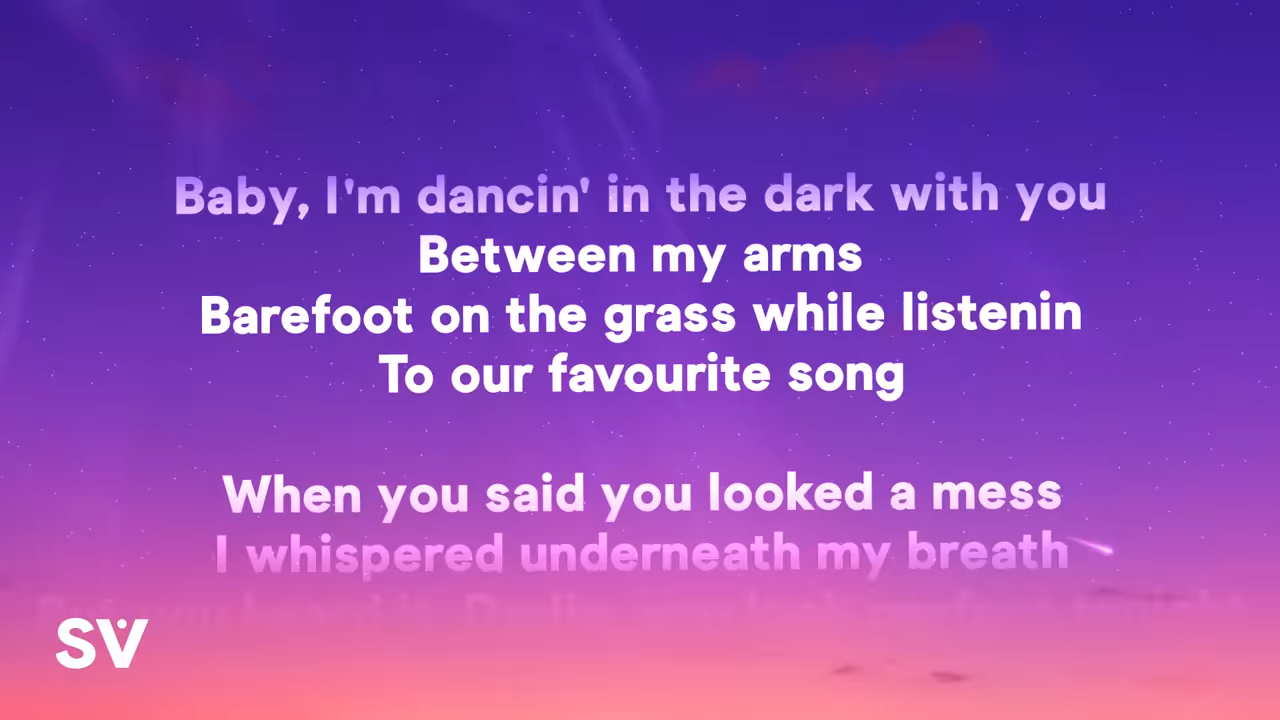 Baby, I'm dancin' in the dark with you
Between my arms
Barefoot on the grass while listenin
To our favourite song
When you said you looked a mess
I whispered underneath my breath
SV